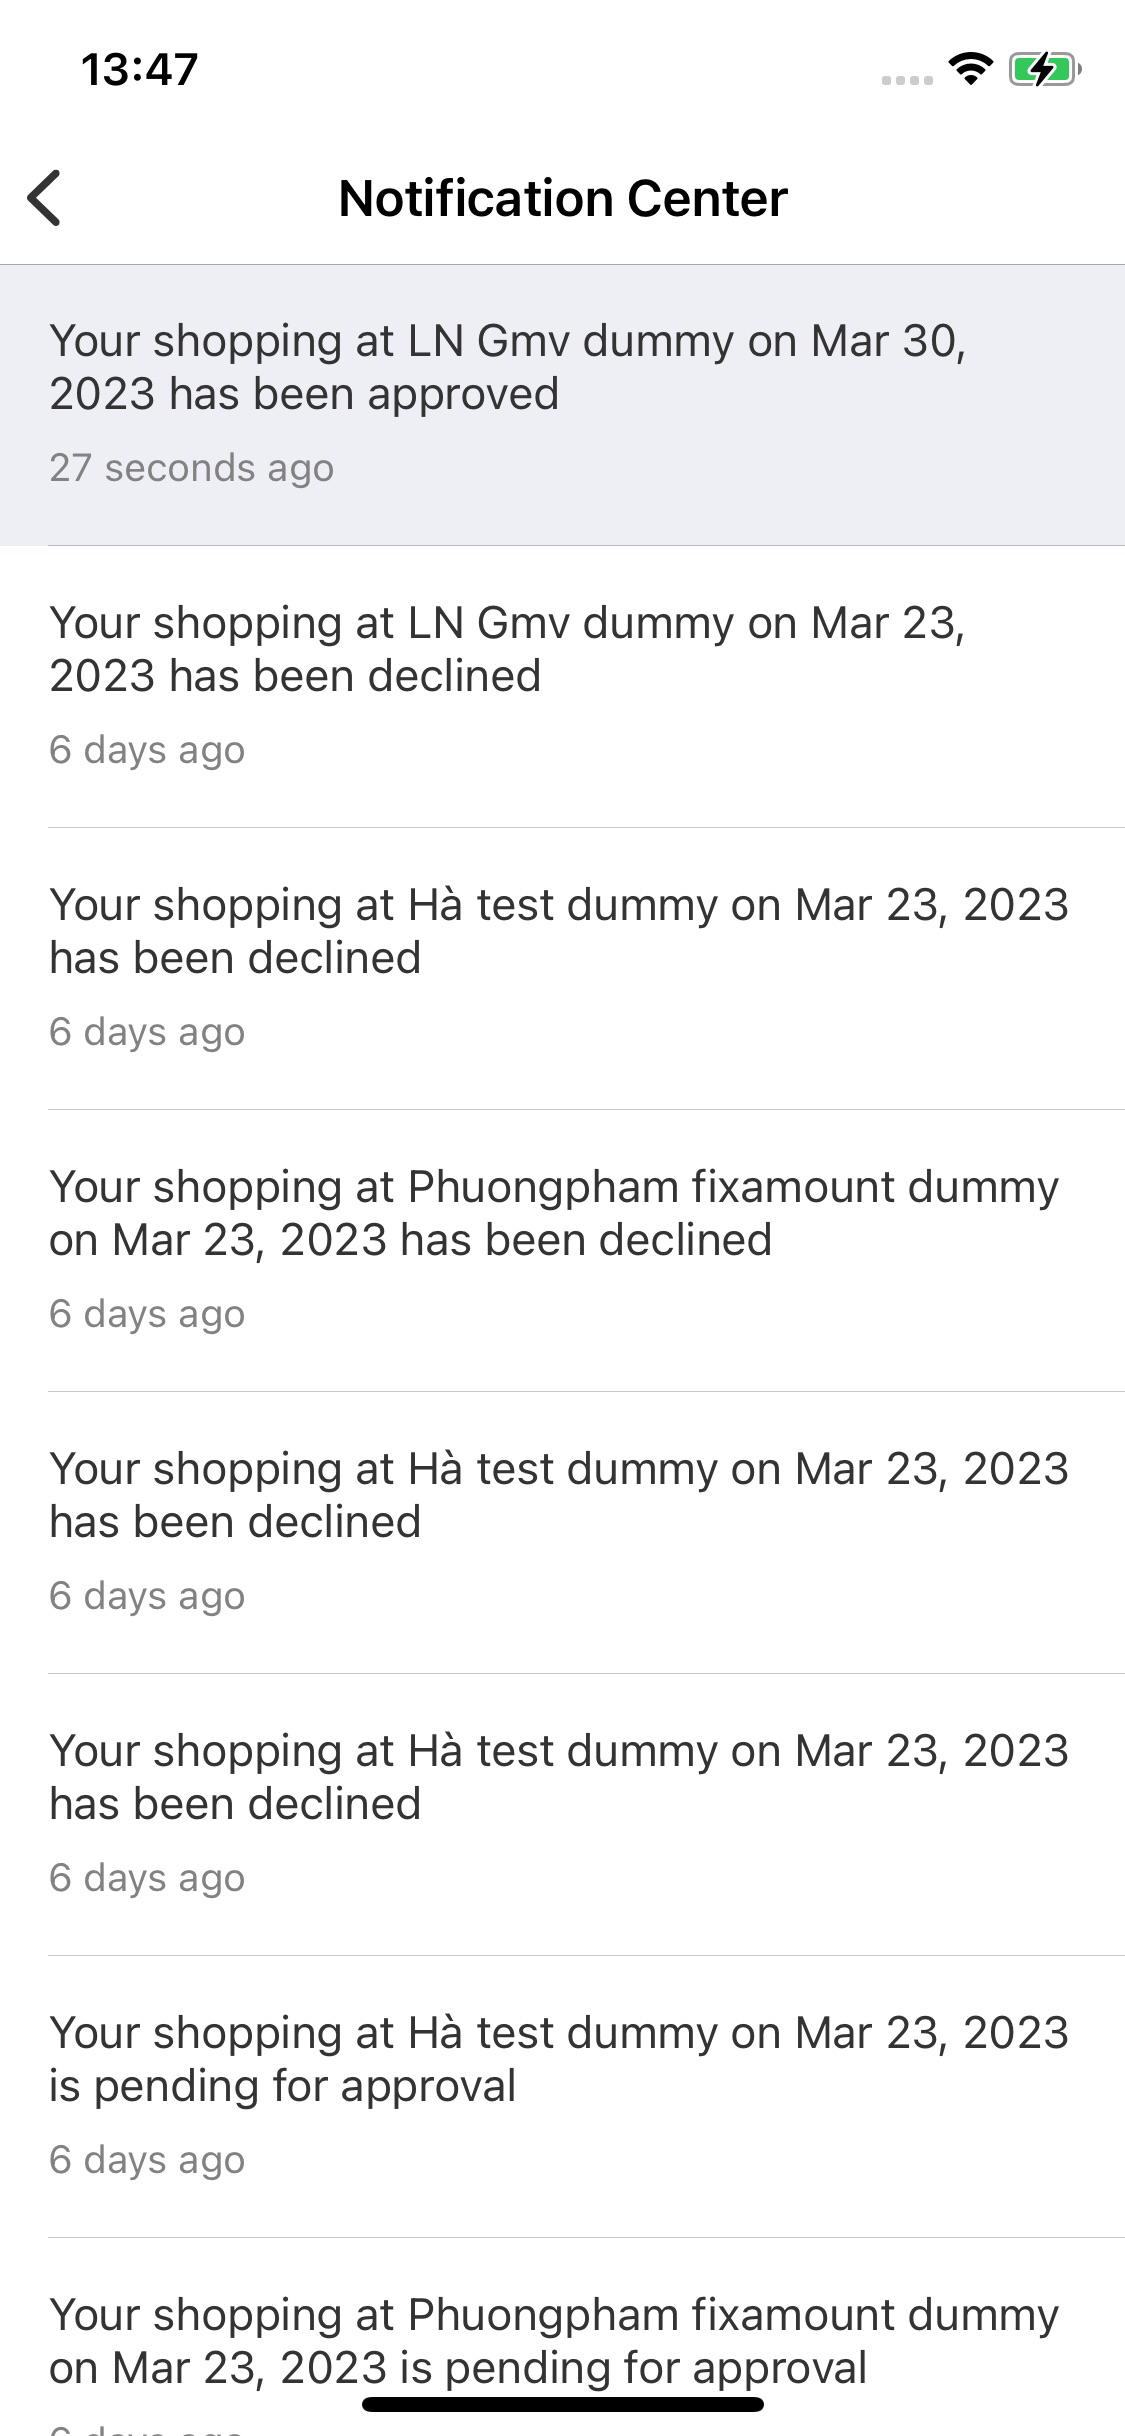 13:47
Notification Center
Your shopping at LN Gmv dummy on Mar 30,
2023 has been approved
27 seconds ago
Your shopping at LN Gmv dummy on Mar 23,
2023 has been declined
6 days ago
Your shopping at Hà test dummy on Mar 23, 2023
has been declined
6 days ago
Your shopping at Phuongpham fixamount dummy
on Mar 23, 2023 has been declined
6 days ago
Your shopping at Hà test dummy on Mar 23, 2023
has been declined
6 days ago
Your shopping at Hà test dummy on Mar 23, 2023
has been declined
6 days ago
Your shopping at Hà test dummy on Mar 23, 2023
is pending for approval
6 days ago
Your shopping at Phuongpham fixamount dummy
on Mar 23, 2023 is pending for approval
6 days ago